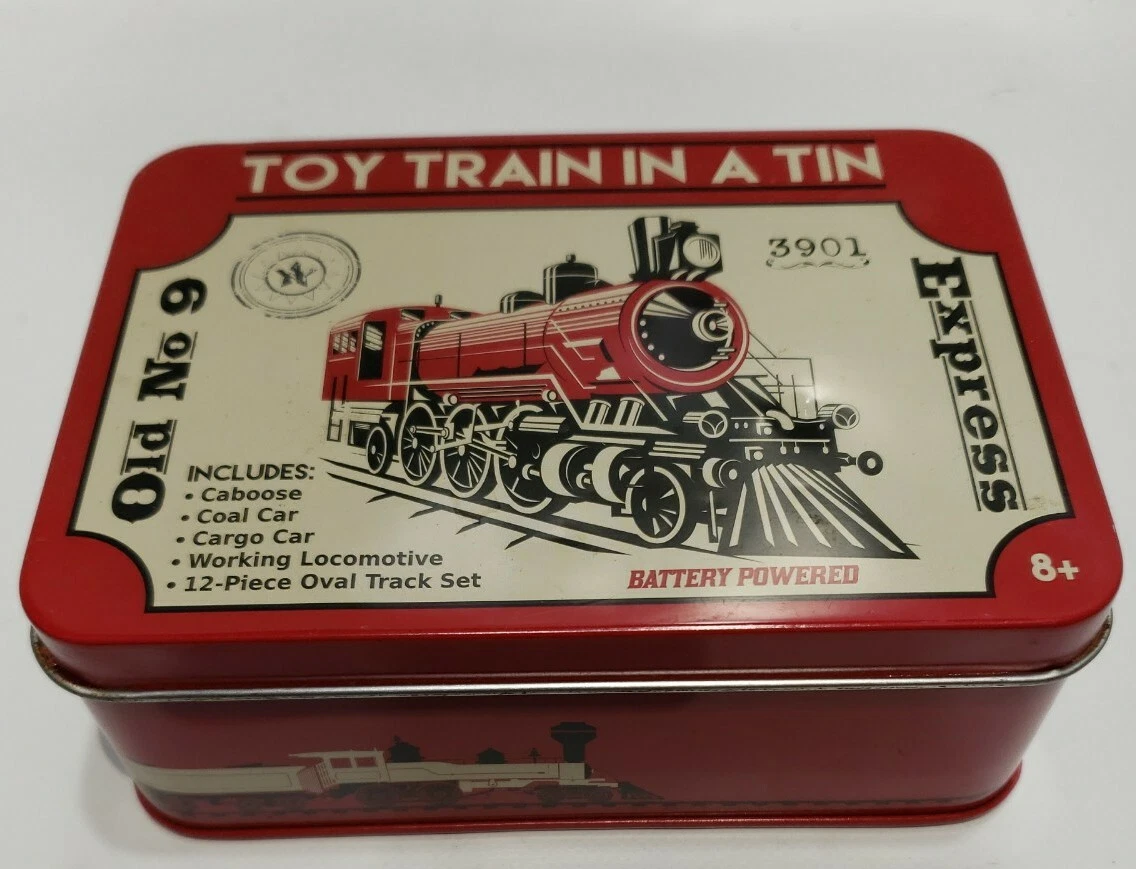 TOY TRAIN IN A TIN
3901
Old No 9
Express
INCLUDES:
• Caboose
• Coal Car
• Cargo Car
• Working Locomotive
• 12-Piece Oval Track Set
BATTERY POWERED
8+